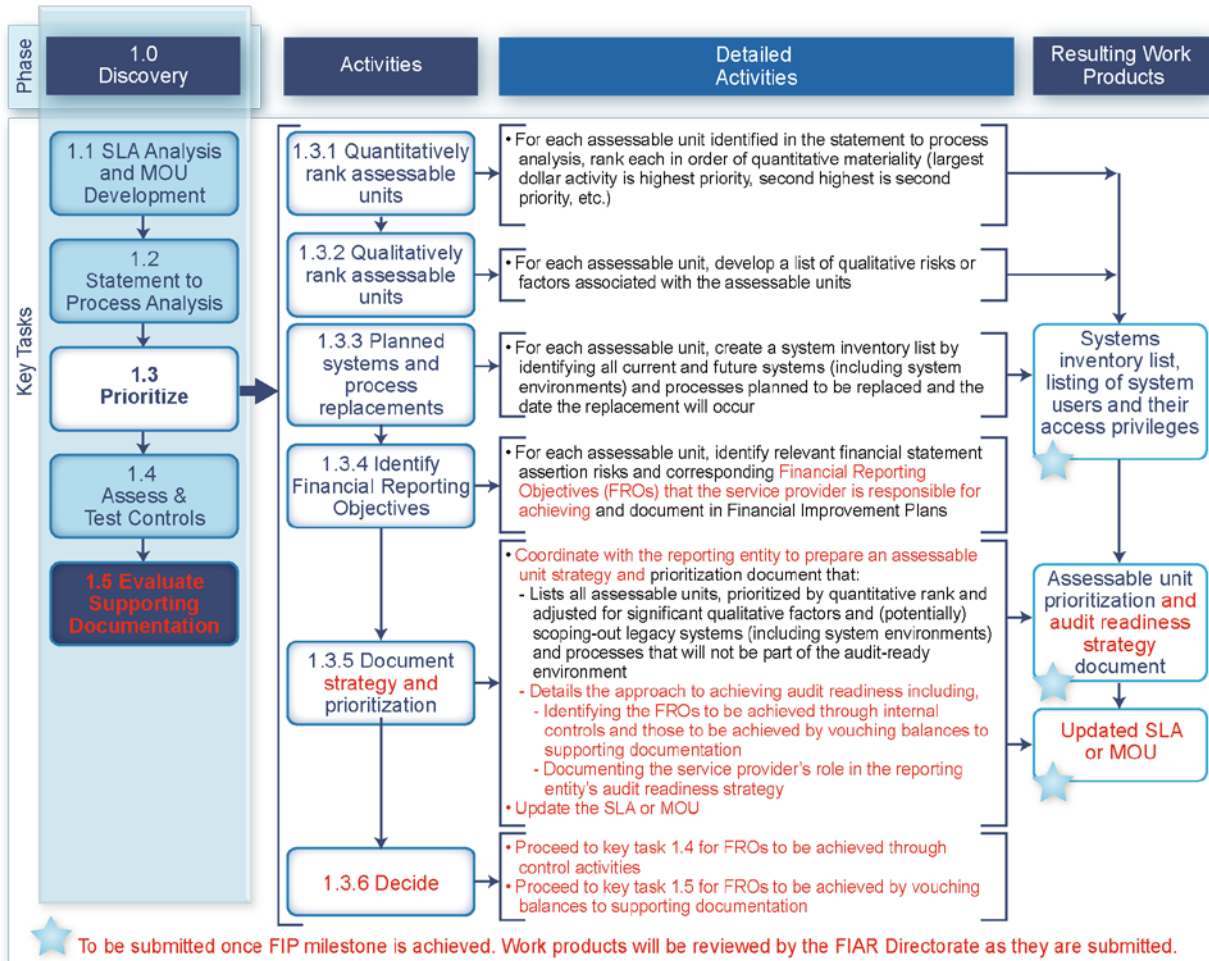 Phase
1.0
Discovery
Activities
Detailed
Activities
Resulting Work
Products
Key Tasks
1.1 SLA Analysis
and MOU
Development
1.2
Statement to
Process Analysis
1.3
Prioritize
1.4
Assess &
Test Controls
1.5 Evaluate
Supporting
Documentation
1.3.1 Quantitatively
rank assessable
units
• For each assessable unit identified in the statement to process
analysis, rank each in order of quantitative materiality (largest
dollar activity is highest priority, second highest is second
priority, etc.)
1.3.2 Qualitatively
rank assessable
units
• For each assessable unit, develop a list of qualitative risks or
factors associated with the assessable units
1.3.3 Planned
systems and
process
replacements
• For each assessable unit, create a system inventory list by
identifying all current and future systems (including system
environments) and processes planned to be replaced and the
date the replacement will occur
Systems
inventory list,
listing of system
users and their
access privileges
1.3.4 Identify
Financial Reporting
Objectives
• For each assessable unit, identify relevant financial statement
assertion risks and corresponding Financial Reporting
Objectives (FROs) that the service provider is responsible for
achieving and document in Financial Improvement Plans
1.3.5 Document
strategy and
prioritization
• Coordinate with the reporting entity to prepare an assessable
unit strategy and prioritization document that:
- Lists all assessable units, prioritized by quantitative rank and
adjusted for significant qualitative factors and (potentially)
scoping-out legacy systems (including system environments)
and processes that will not be part of the audit-ready
environment
- Details the approach to achieving audit readiness including,
- Identifying the FROs to be achieved through internal
controls and those to be achieved by vouching balances to
supporting documentation
- Documenting the service provider's role in the reporting
entity's audit readiness strategy
• Update the SLA or MOU
Assessable unit
prioritization and
audit readiness
strategy
document
Updated SLA
or MOU
1.3.6 Decide
• Proceed to key task 1.4 for FROs to be achieved through
control activities
• Proceed to key task 1.5 for FROs to be achieved by vouching
balances to supporting documentation
To be submitted once FIP milestone is achieved. Work products will be reviewed by the FIAR Directorate as they are submitted.